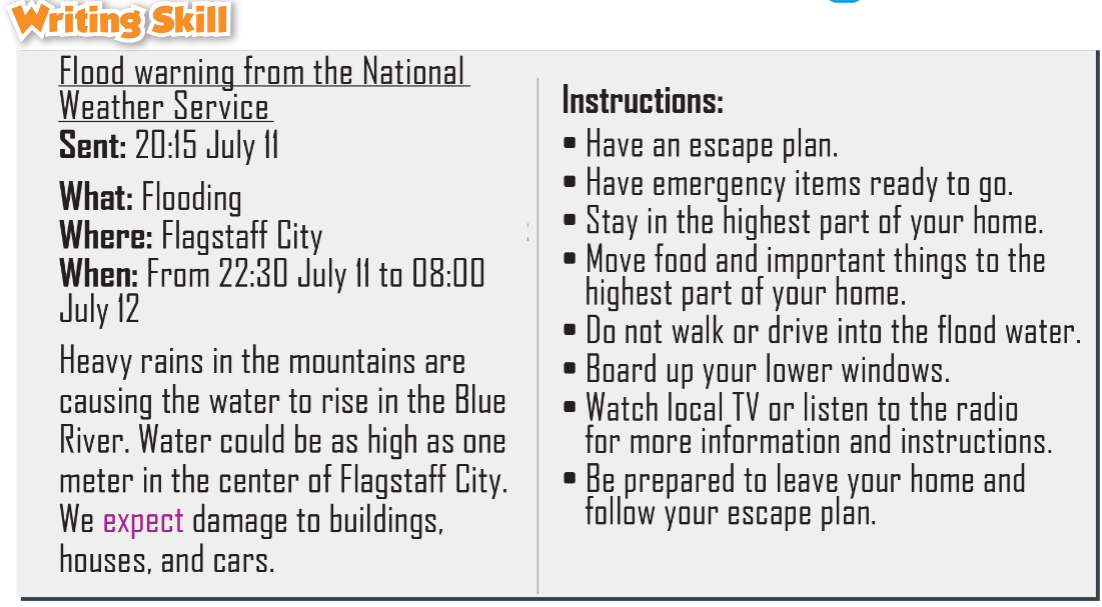 Writing Skill
Flood warning from the National
Weather Service
Sent: 20:15 July 11
What: Flooding
Where: Flagstaff City
When: From 22:30 July 11 to 08:00
July 12
Heavy rains in the mountains are
causing the water to rise in the Blue
River. Water could be as high as one
meter in the center of Flagstaff City.
We expect damage to buildings,
houses, and cars.
Instructions:
• Have an escape plan.
• Have emergency items ready to go.
• Stay in the highest part of your home.
• Move food and important things to the
highest part of your home.
• Do not walk or drive into the flood water.
• Board up your lower windows.
• Watch local TV or listen to the radio
for more information and instructions.
• Be prepared to leave your home and
follow your escape plan.